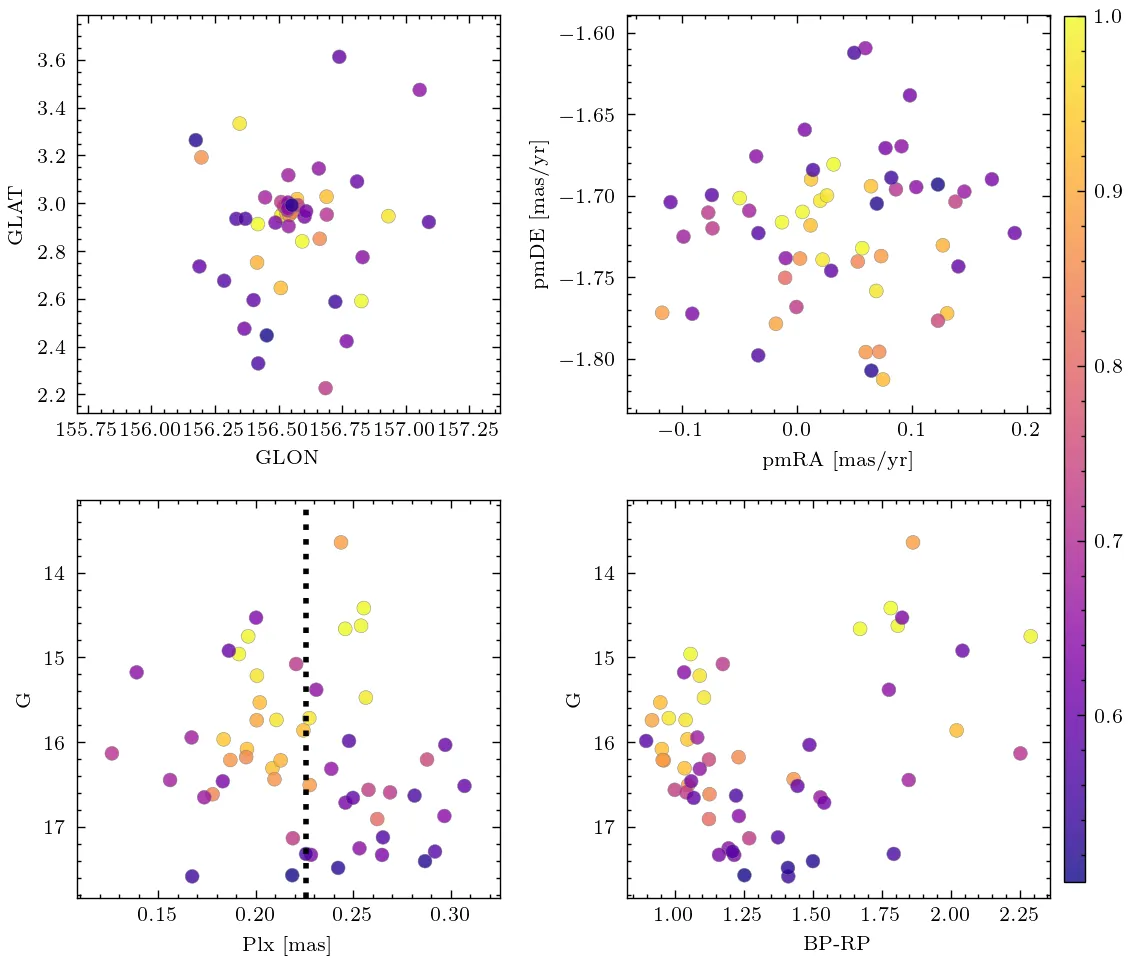 3.6
3.4
3.2
3.0
2.8
2.6
2.4
2.2
GLAT
155.75 156.00 156.25 156.50 156.75 157.00 157.25
GLON
−1.60
−1.65
−1.70
−1.75
−1.80
pmDE [mas/yr]
−0.1 0.0 0.1 0.2
pmRA [mas/yr]
1.0
0.9
0.8
0.7
0.6
14
15
16
17
G
0.15 0.20 0.25 0.30
Plx [mas]
14
15
16
17
G
1.00 1.25 1.50 1.75 2.00 2.25
BP-RP